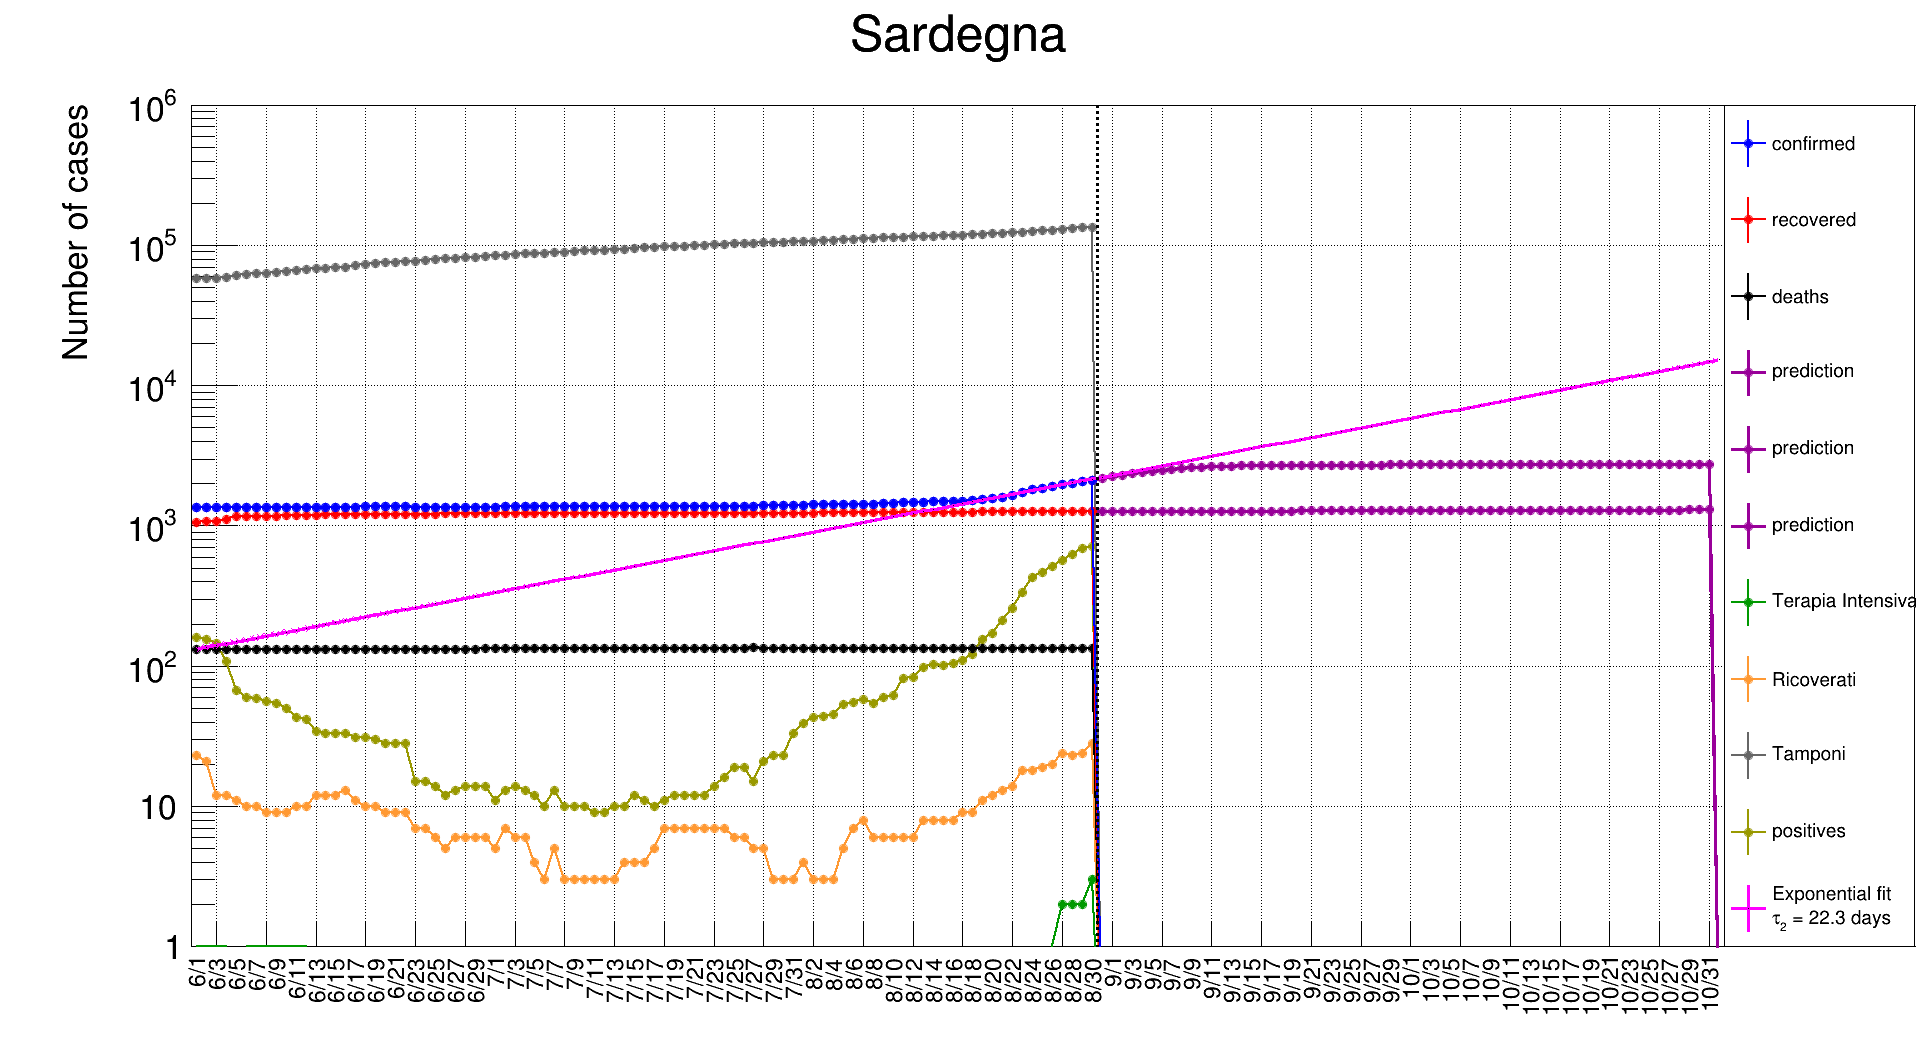 Sardegna
Number of cases
10^6
10^5
10^4
10^3
10^2
10
1
6/1 6/3 6/5 6/7 6/9 6/11 6/13 6/15 6/17 6/19 6/21 6/23 6/25 6/27 6/29 7/1 7/3 7/5 7/7 7/9 7/11 7/13 7/15 7/17 7/19 7/21 7/23 7/25 7/27 7/29 7/31 8/2 8/4 8/6 8/8 8/10 8/12 8/14 8/16 8/18 8/20 8/22 8/24 8/26 8/28 8/30 9/1 9/3 9/5 9/7 9/9 9/11 9/13 9/15 9/17 9/19 9/21 9/23 9/25 9/27 9/29 10/1 10/3 10/5 10/7 10/9 10/11 10/13 10/15 10/17 10/19 10/21 10/23 10/25 10/27 10/29 10/31
confirmed
recovered
deaths
prediction
prediction
prediction
Terapia Intensiva
Ricoverati
Tamponi
positives
Exponential fit
τ₂ = 22.3 days